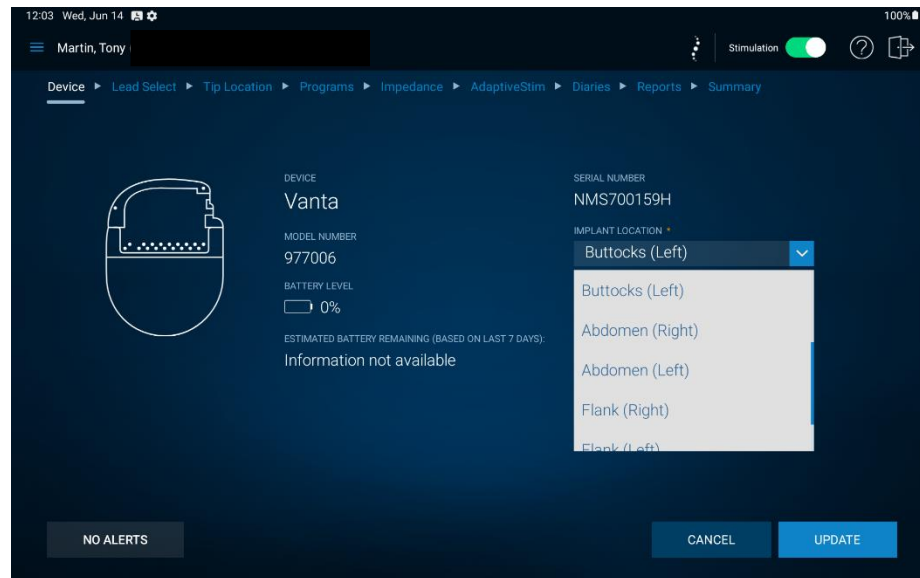 12:03 Wed, Jun 14 100%
Martin, Tony Stimulation
Device ▶ Lead Select ▶ Tip Location ▶ Programs ▶ Impedance ▶ AdaptiveStim ▶ Diaries ▶ Reports ▶ Summary
DEVICE
Vanta
MODEL NUMBER
977006
BATTERY LEVEL
0%
ESTIMATED BATTERY REMAINING (BASED ON LAST 7 DAYS):
Information not available
SERIAL NUMBER
NMS700159H
IMPLANT LOCATION *
Buttocks (Left)
Buttocks (Left)
Abdomen (Right)
Abdomen (Left)
Flank (Right)
Flank (Left)
NO ALERTS
CANCEL
UPDATE